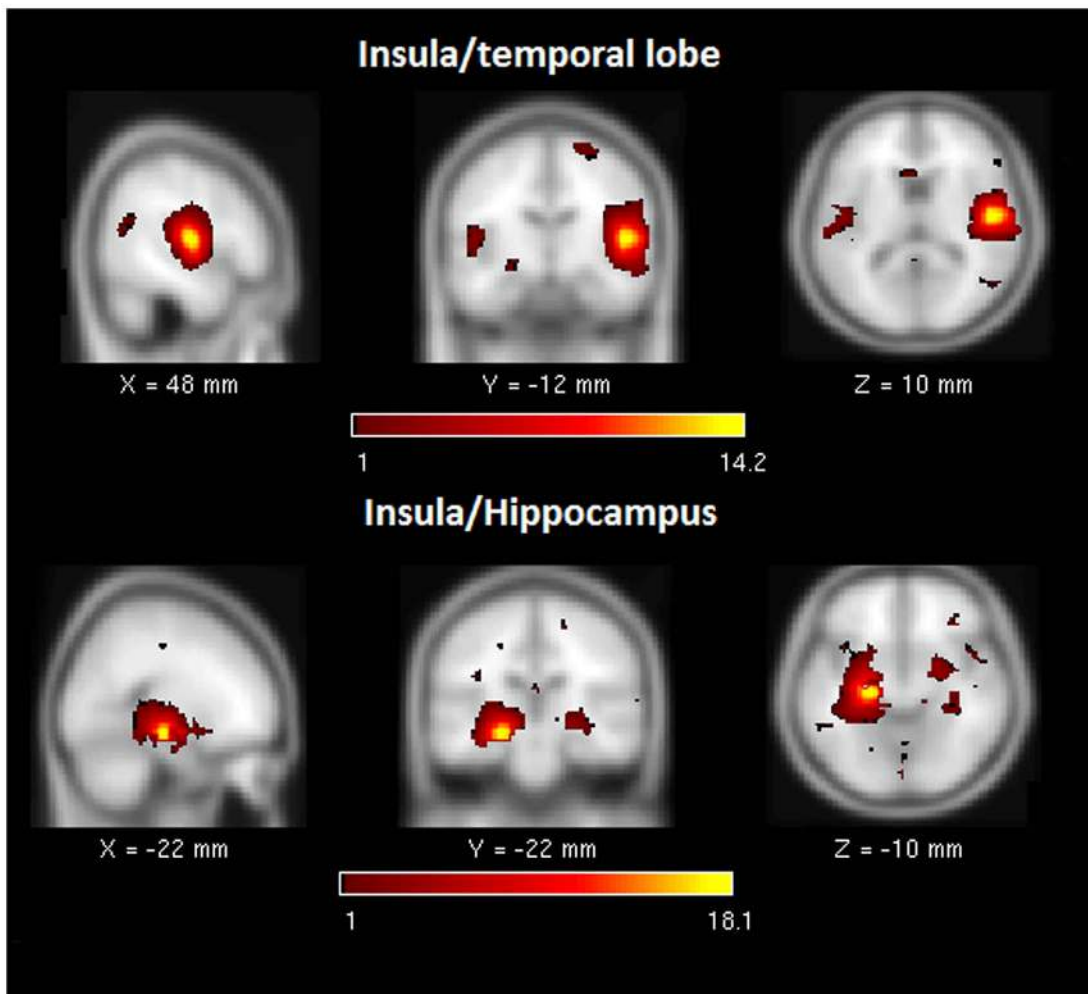 Insula/temporal lobe
X = 48 mm Y = -12 mm Z = 10 mm
1 14.2
Insula/Hippocampus
X = -22 mm Y = -22 mm Z = -10 mm
1 18.1